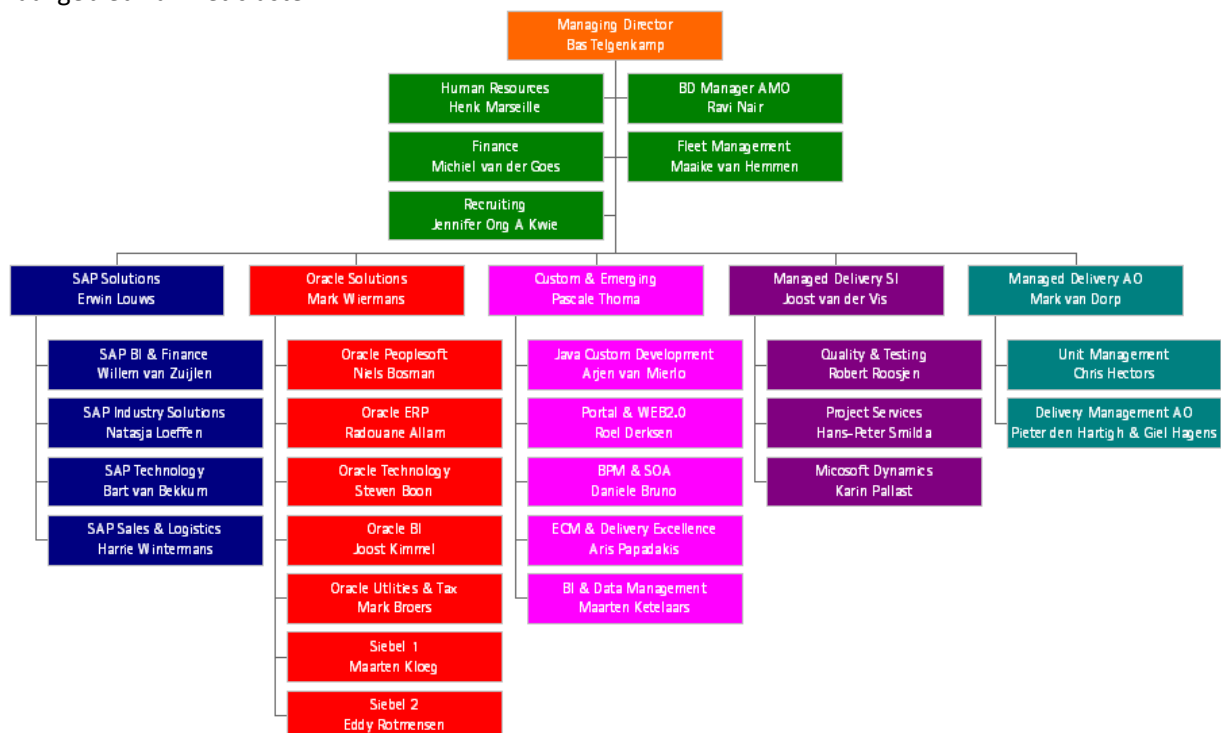 Managing Director
Bas Telgenkamp
Human Resources
Henk Marseille
BD Manager AMO
Ravi Nair
Finance
Michiel van der Goes
Fleet Management
Maaike van Hemmen
Recruiting
Jennifer Ong A Kwie
SAP Solutions
Erwin Louws
Oracle Solutions
Mark Wiermans
Custom & Emerging
Pascale Thoma
Managed Delivery SI
Joost van der Vis
Managed Delivery AO
Mark van Dorp
SAP BI & Finance
Willem van Zuijlen
SAP Industry Solutions
Natasja Loeffen
SAP Technology
Bart van Bekkum
SAP Sales & Logistics
Harrie Wintermans
Oracle Peoplesoft
Niels Bosman
Oracle ERP
Radouane Allam
Oracle Technology
Steven Boon
Oracle BI
Joost Kimmel
Oracle Utlities & Tax
Mark Broers
Siebel 1
Maarten Kloeg
Siebel 2
Eddy Rotmensen
Java Custom Development
Arjen van Mierlo
Portal & WEB2.0
Roel Derksen
BPM & SOA
Daniele Bruno
ECM & Delivery Excellence
Aris Papadakis
BI & Data Management
Maarten Ketelaars
Quality & Testing
Robert Roosjen
Project Services
Hans-Peter Smilda
Micosoft Dynamics
Karin Pallast
Unit Management
Chris Hectors
Delivery Management AO
Pieter den Hartigh & Giel Hagens